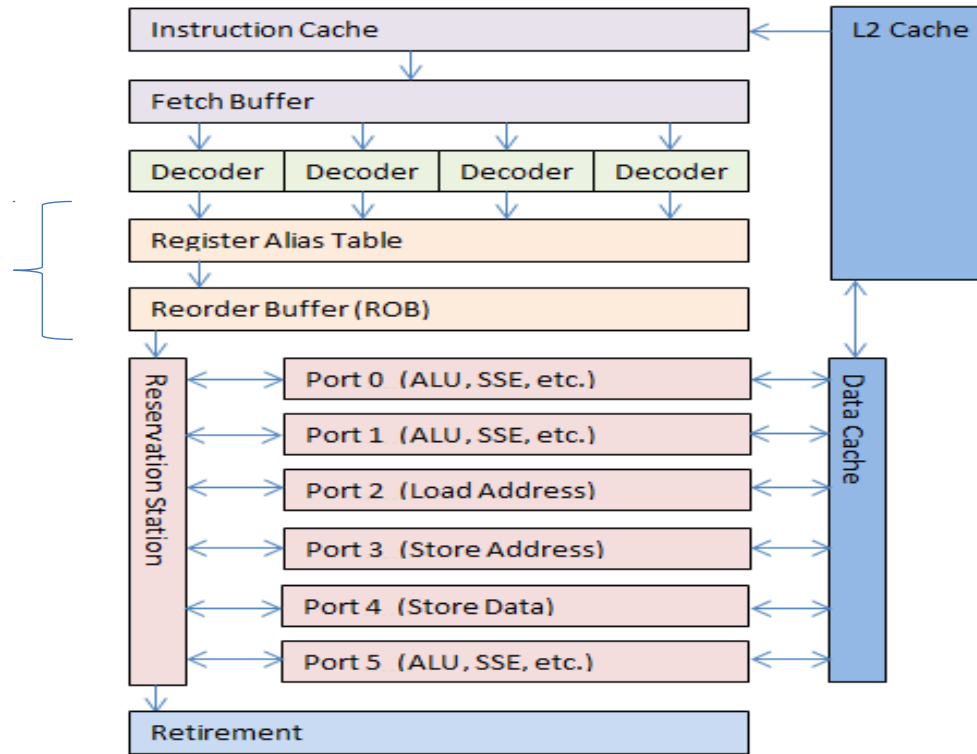 Instruction Cache
L2 Cache
Fetch Buffer
Decoder
Decoder
Decoder
Decoder
Register Alias Table
Reorder Buffer (ROB)
Reservation Station
Port 0 (ALU, SSE, etc.)
Port 1 (ALU, SSE, etc.)
Port 2 (Load Address)
Port 3 (Store Address)
Port 4 (Store Data)
Port 5 (ALU, SSE, etc.)
Data Cache
Retirement